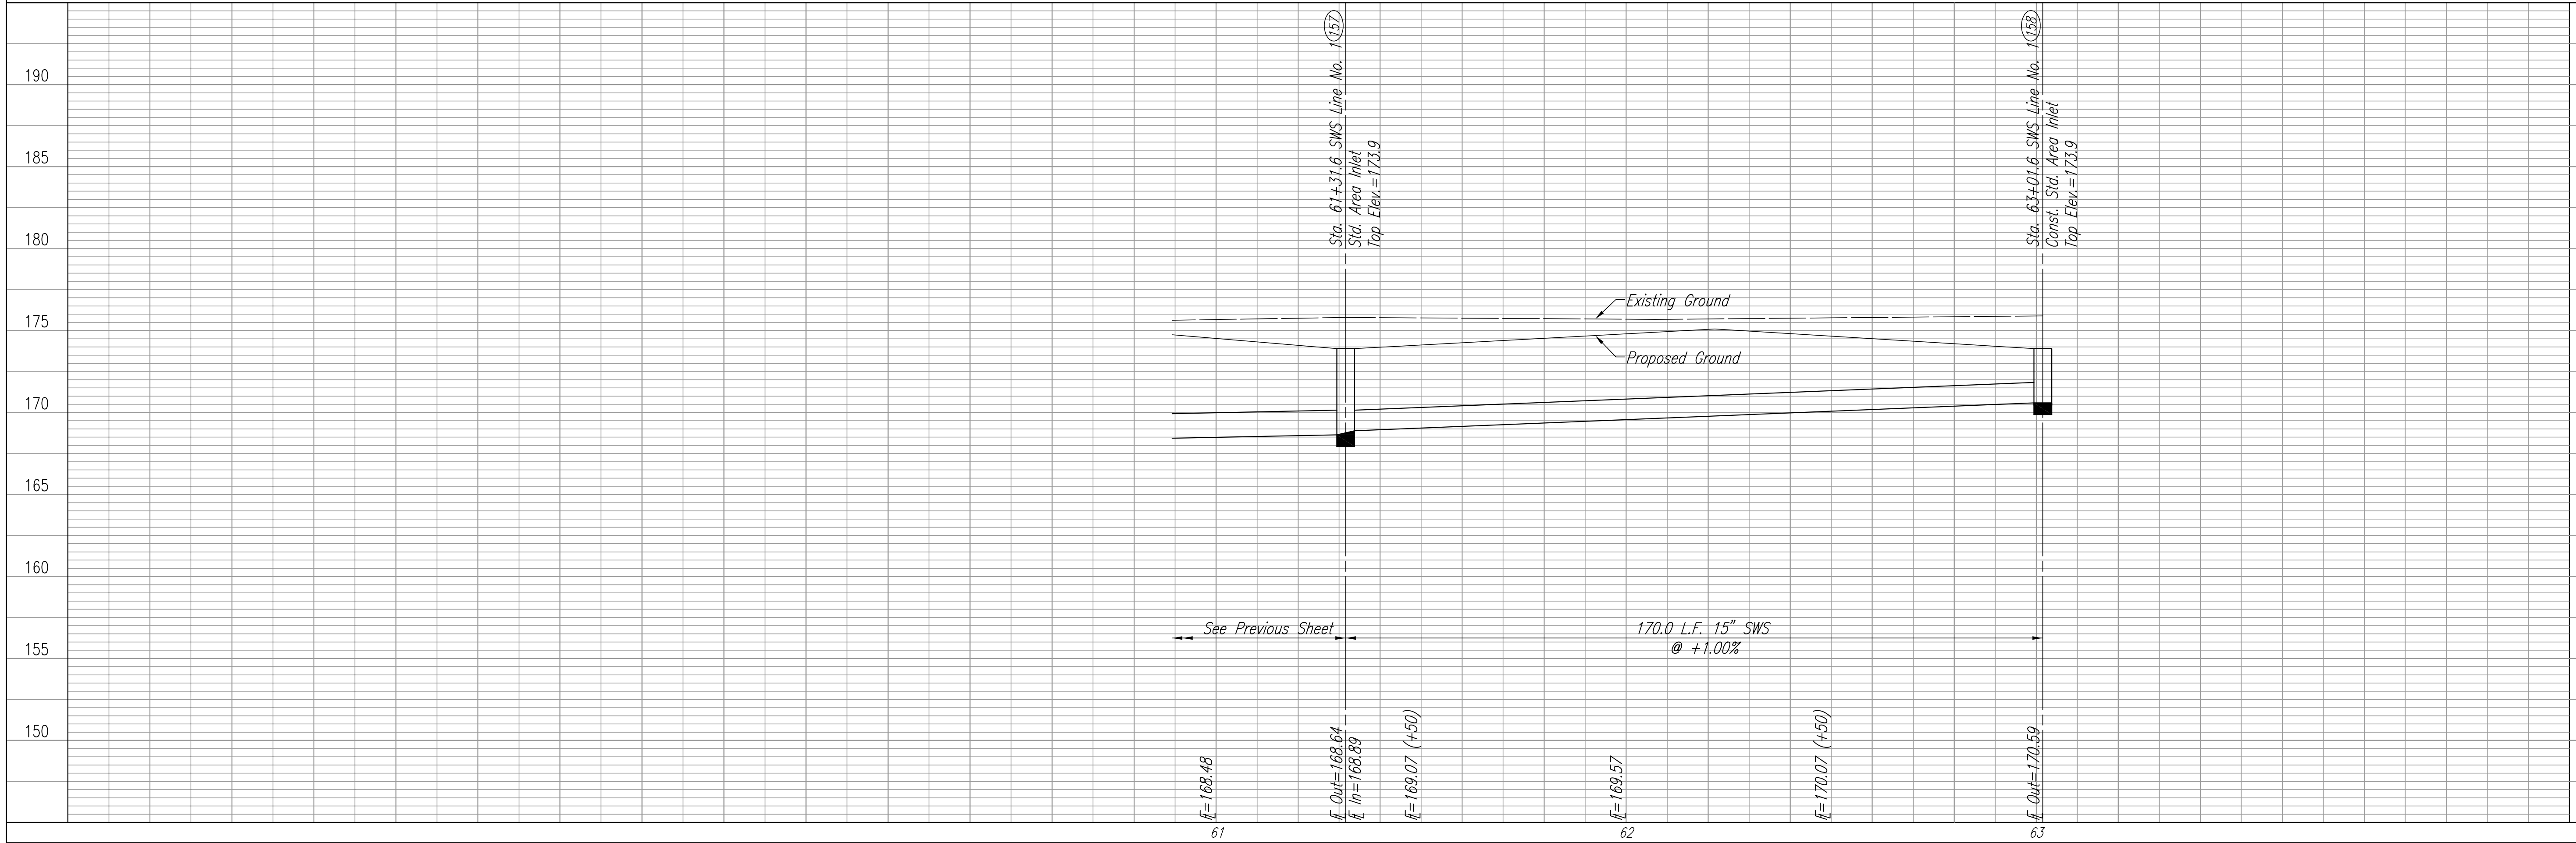 190
185
180
175
170
165
160
155
150
Sta. 61+31.6 SWS Line No. 1 157
Std. Area Inlet
Top Elev.=173.9
Sta. 63+01.6 SWS Line No. 1 158
Const. Std. Area Inlet
Top Elev.=173.9
Existing Ground
Proposed Ground
See Previous Sheet
170.0 L.F. 15" SWS
@ +1.00%
=168.48
Out=168.64
In=168.89
=169.07 (+50)
=169.57
=170.07 (+50)
Out=170.59
61
62
63